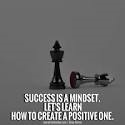 SUCCESS IS A MINDSET.
LET'S LEARN
HOW TO CREATE A POSITIVE ONE.